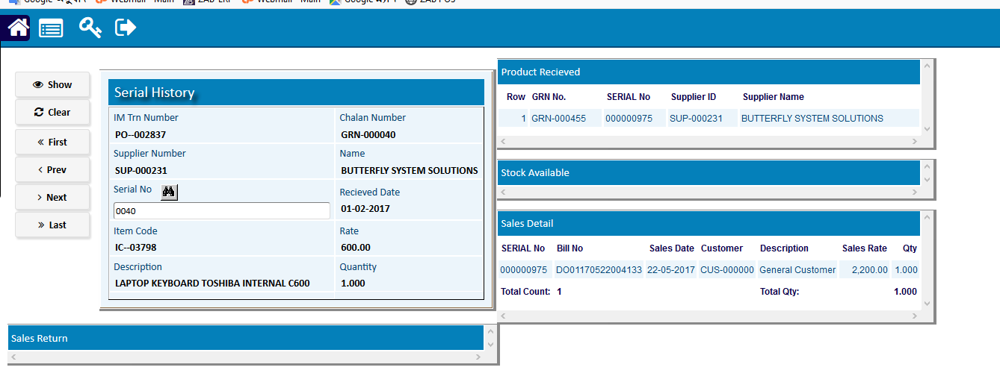 Webmail - Main
ZAB ERP
Webmail - Main
ZAB POS
Show
Clear
First
Prev
Next
Last
Serial History
IM Trn Number Chalan Number
PO--002837 GRN-000040
Supplier Number Name
SUP-000231 BUTTERFLY SYSTEM SOLUTIONS
Serial No Recieved Date
0040 01-02-2017
Item Code Rate
IC--03798 600.00
Description Quantity
LAPTOP KEYBOARD TOSHIBA INTERNAL C600 1.000
Product Recieved
Row GRN No. SERIAL No Supplier ID Supplier Name
1 GRN-000455 000000975 SUP-000231 BUTTERFLY SYSTEM SOLUTIONS
Stock Available
Sales Detail
SERIAL No Bill No Sales Date Customer Description Sales Rate Qty
000000975 DO01170522004133 22-05-2017 CUS-000000 General Customer 2,200.00 1.000
Total Count: 1 Total Qty: 1.000
Sales Return